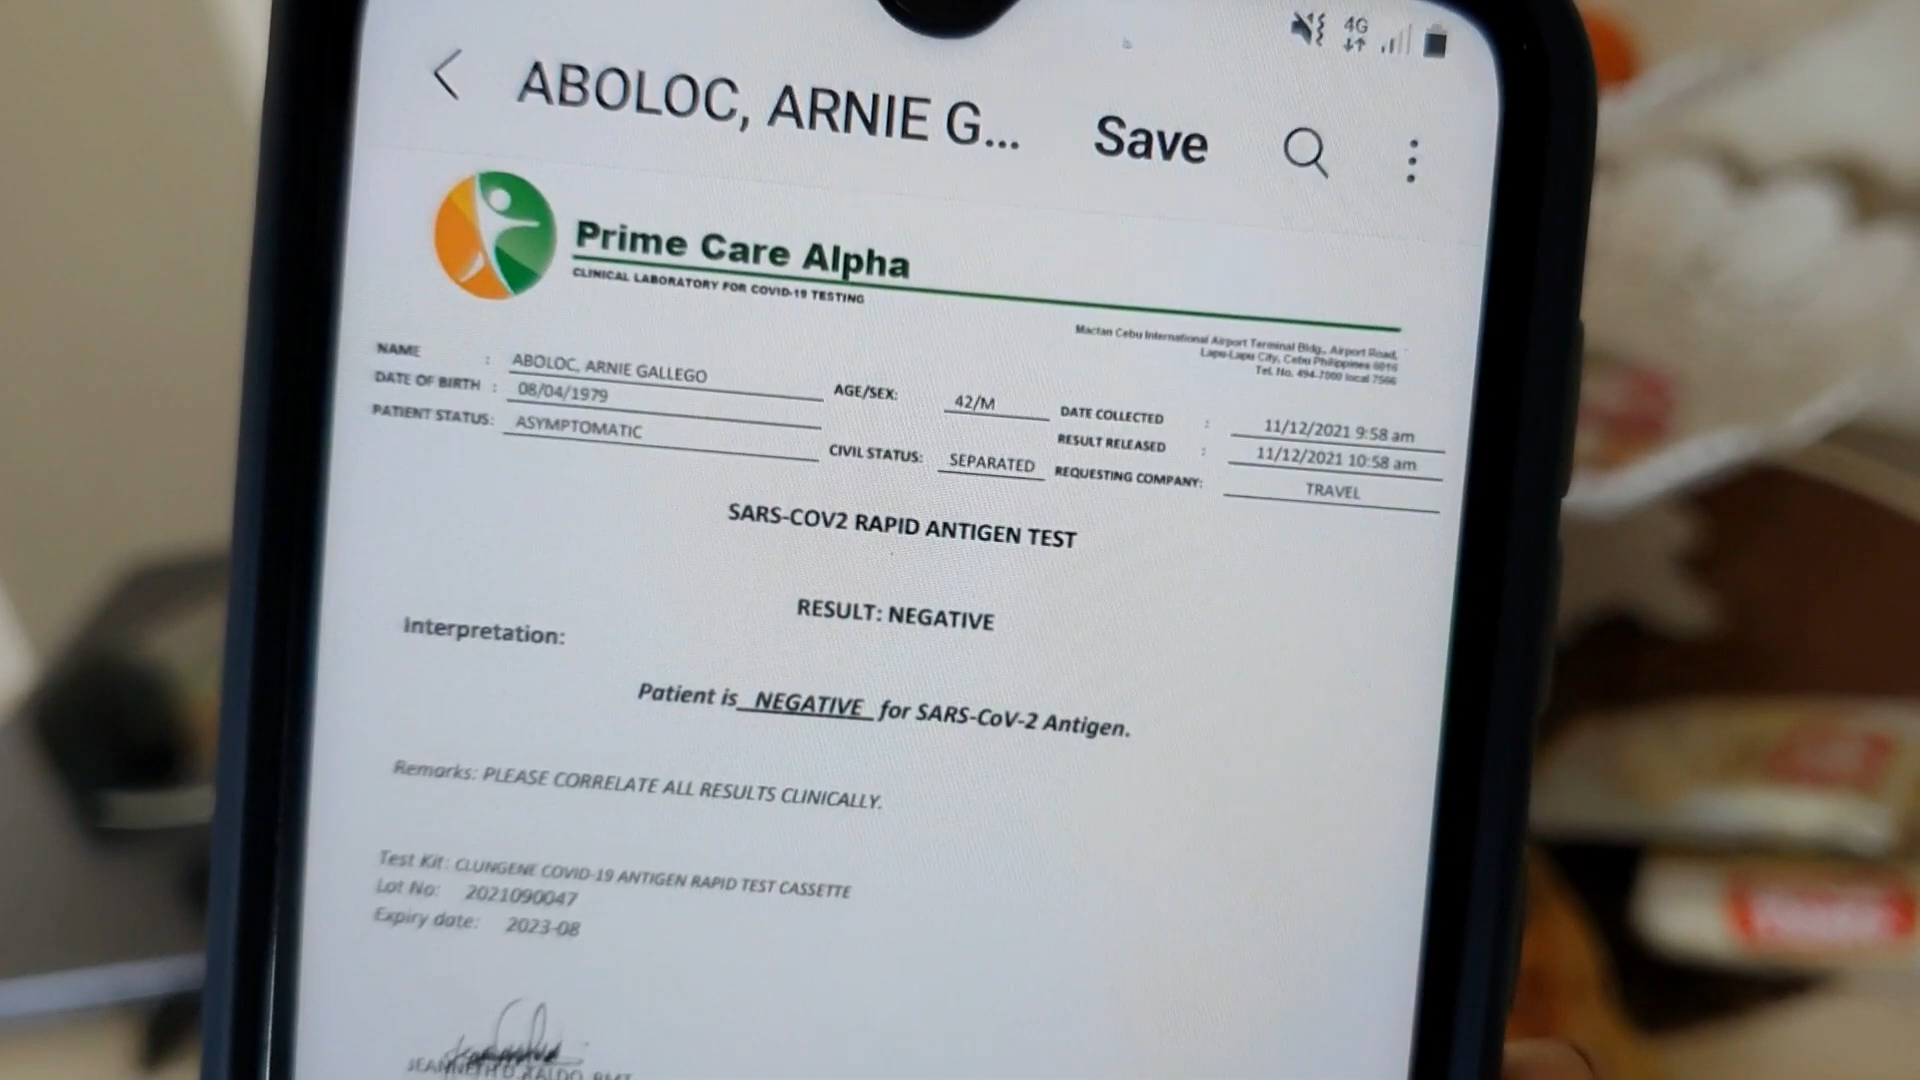 4G
ABOLOC, ARNIE G... Save
Prime Care Alpha
CLINICAL LABORATORY FOR COVID-19 TESTING
Mactan Cebu International Airport Terminal Bldg., Airport Road,
Lapu-Lapu City, Cebu Philippines 6016
Tel. No. 494-7000 local 7566
NAME : ABOLOC, ARNIE GALLEGO
DATE OF BIRTH : 08/04/1979
PATIENT STATUS: ASYMPTOMATIC
AGE/SEX: 42/M
CIVIL STATUS: SEPARATED
DATE COLLECTED : 11/12/2021 9:58 am
RESULT RELEASED : 11/12/2021 10:58 am
REQUESTING COMPANY: TRAVEL
SARS-COV2 RAPID ANTIGEN TEST
RESULT: NEGATIVE
Interpretation:
Patient is NEGATIVE for SARS-CoV-2 Antigen.
Remarks: PLEASE CORRELATE ALL RESULTS CLINICALLY.
Test Kit: CLUNGENE COVID-19 ANTIGEN RAPID TEST CASSETTE
Lot No: 2021090047
Expiry date: 2023-08